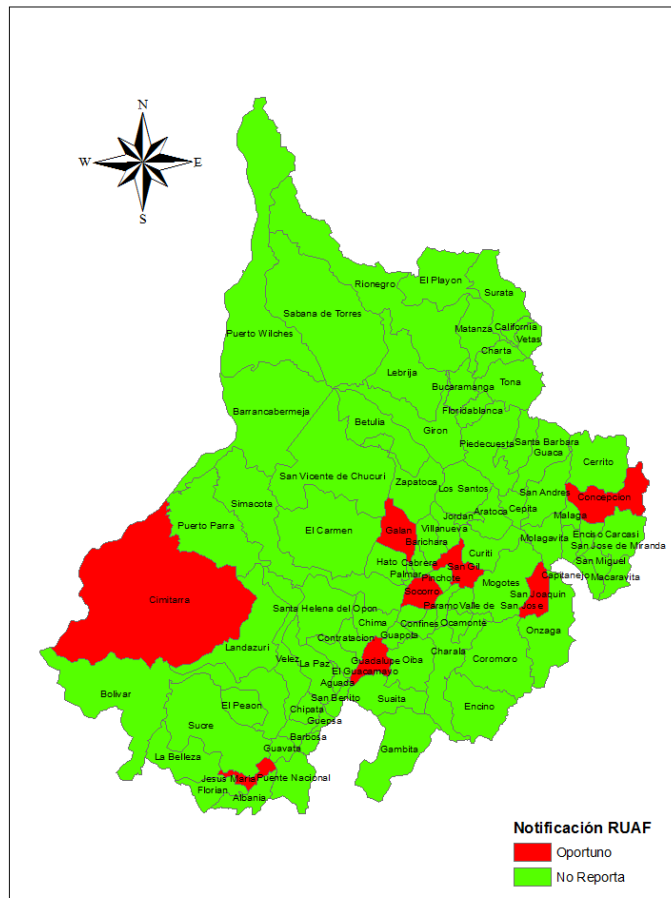 N
W E
S
El Playon
Rionegro
Surata
Sabana de Torres
California
Matanza
Puerto Wilches
Vetas
Charta
Lebrija
Tona
Bucaramanga
Barrancabermeja
Floridablanca
Betulia
Giron
Piedecuesta
Santa Barbara
Guaca
Cerrito
San Vicente de Chucuri
Zapatoca
Los Santos
San Andres
Concepcion
Simacota
Cepita
Aratoca
Jordan
Malaga
Puerto Parra
El Carmen
Galan
Villanueva
Enciso
Carcasi
Barichara
Molagavita
San Jose de Miranda
Curiti
Hato
Cabrera
San Gil
San Miguel
Palmar
Pinchote
Capitanejo
Macaravita
Mogotes
Cimitarra
Socorro
San Joaquin
Santa Helena del Opon
Paramo
Valle de San Jose
Chima
Confines
Ocamonte
Onzaga
Contratacion
Guapota
Landazuri
Charala
Velez
La Paz
Guadalupe
Oiba
Coromoro
El Guacamayo
Aguada
Bolivar
San Benito
Suaita
El Peaon
Chipata
Encino
Guepsa
Sucre
Barbosa
Guavata
Gambita
La Belleza
Jesus Maria
Puente Nacional
Florian
Albania
Notificación RUAF
Oportuno
No Reporta